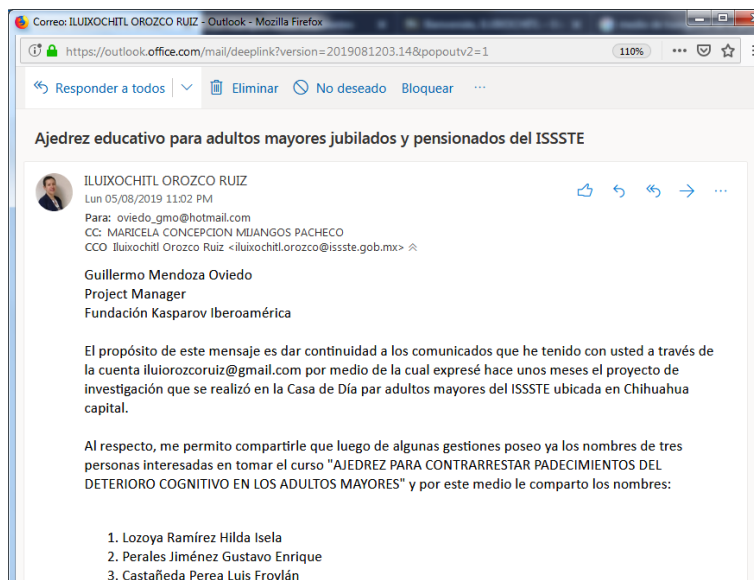 Correo: ILUIXOCHITL OROZCO RUIZ - Outlook - Mozilla Firefox
https://outlook.office.com/mail/deeplink?version=2019081203.14&popoutv2=1
110%
Responder a todos
Eliminar
No deseado
Bloquear
Ajedrez educativo para adultos mayores jubilados y pensionados del ISSSTE
ILUIXOCHITL OROZCO RUIZ
Lun 05/08/2019 11:02 PM
Para: oviedo_gmo@hotmail.com
CC: MARICELA CONCEPCION MIJANGOS PACHECO
CCO Iluixochitl Orozco Ruiz <iluixochitl.orozco@issste.gob.mx>
Guillermo Mendoza Oviedo
Project Manager
Fundación Kasparov Iberoamérica
El propósito de este mensaje es dar continuidad a los comunicados que he tenido con usted a través de
la cuenta iluiorozcoruiz@gmail.com por medio de la cual expresé hace unos meses el proyecto de
investigación que se realizó en la Casa de Día par adultos mayores del ISSSTE ubicada en Chihuahua
capital.
Al respecto, me permito compartirle que luego de algunas gestiones poseo ya los nombres de tres
personas interesadas en tomar el curso "AJEDREZ PARA CONTRARRESTAR PADECIMIENTOS DEL
DETERIORO COGNITIVO EN LOS ADULTOS MAYORES" y por este medio le comparto los nombres:
1. Lozoya Ramírez Hilda Isela
2. Perales Jiménez Gustavo Enrique
3. Castañeda Perea Luis Froylán